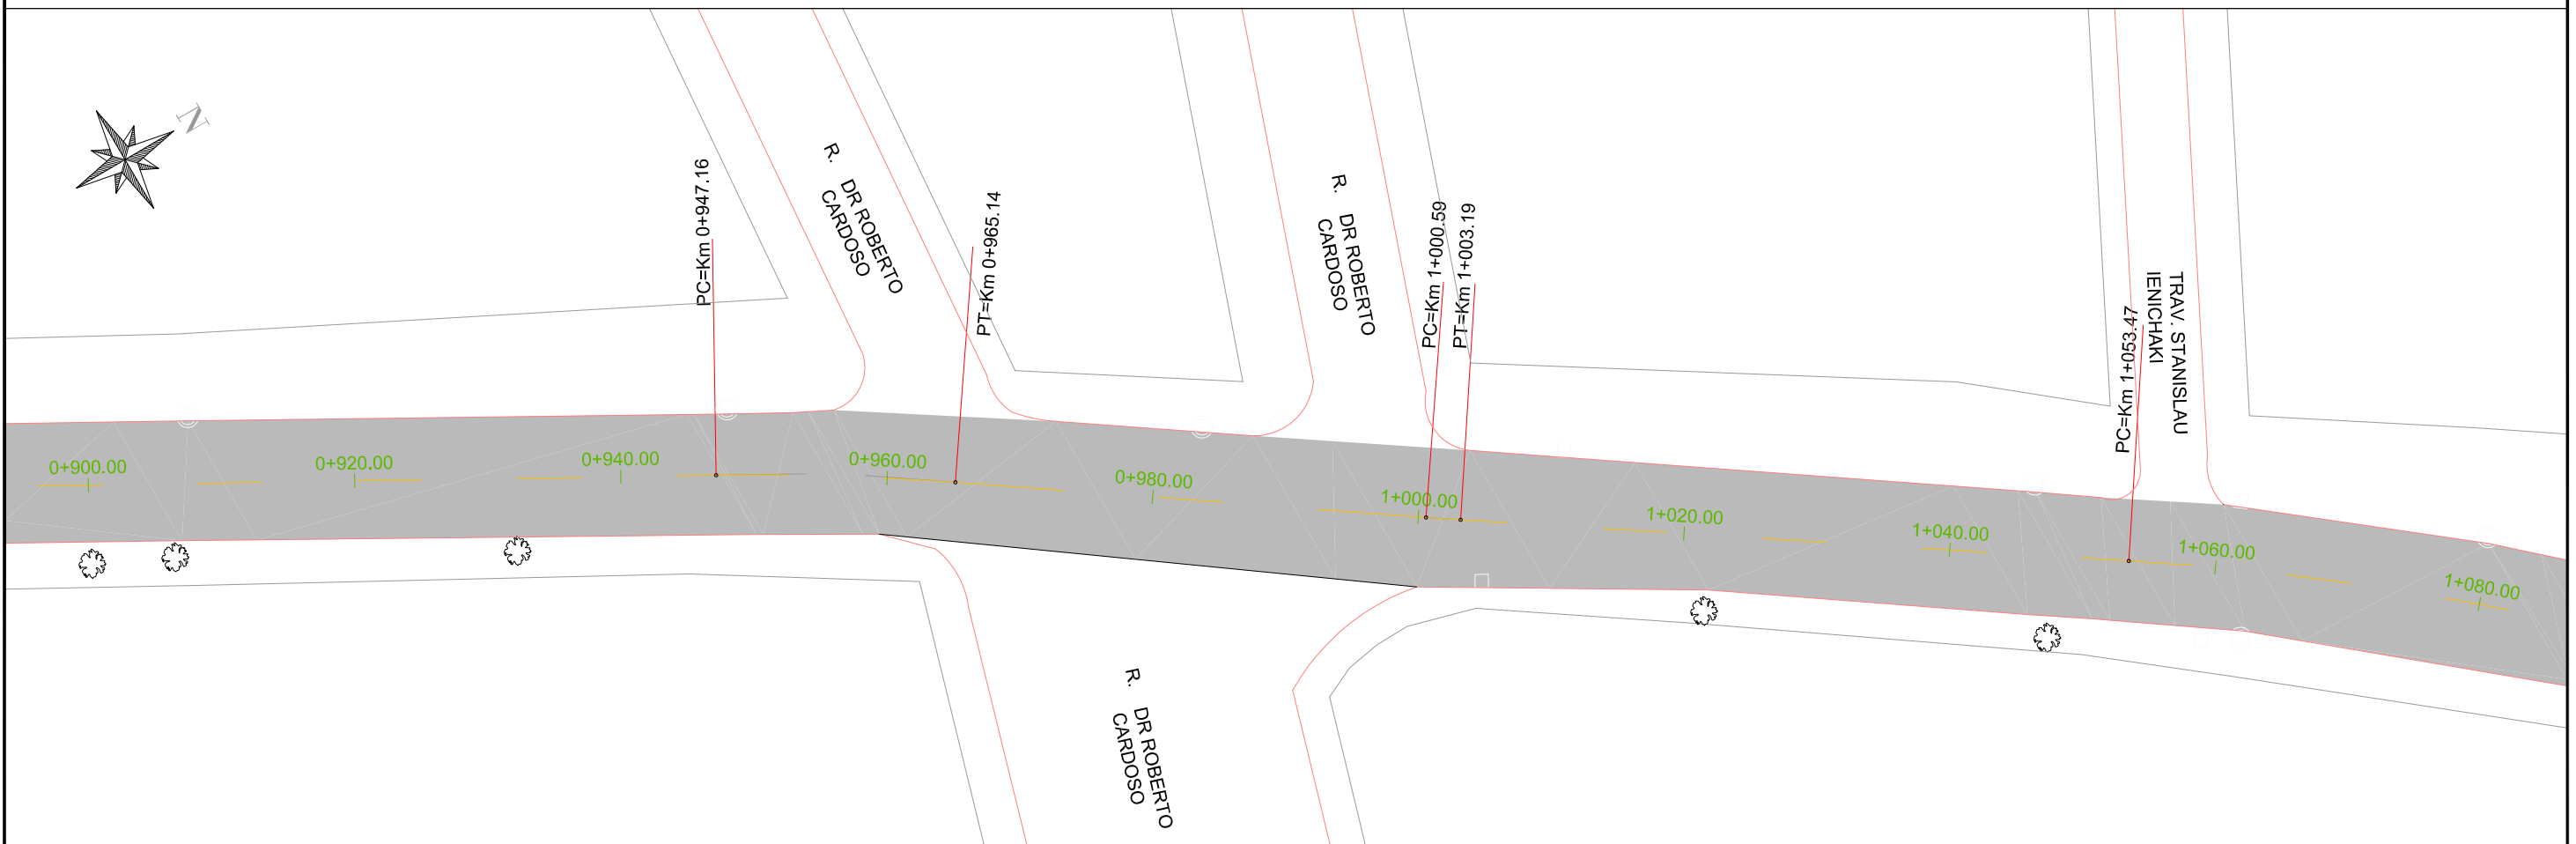 N
R. DR ROBERTO
CARDOSO
PC=Km 0+947.16
PT=Km 0+965.14
R. DR ROBERTO
CARDOSO
PC=Km 1+000.59
PT=Km 1+003.19
TRAV. STANISLAU
IENICHAKI
PC=Km 1+053.47
0+900.00
0+920.00
0+940.00
0+960.00
0+980.00
1+000.00
1+020.00
1+040.00
1+060.00
1+080.00
R. DR ROBERTO
CARDOSO